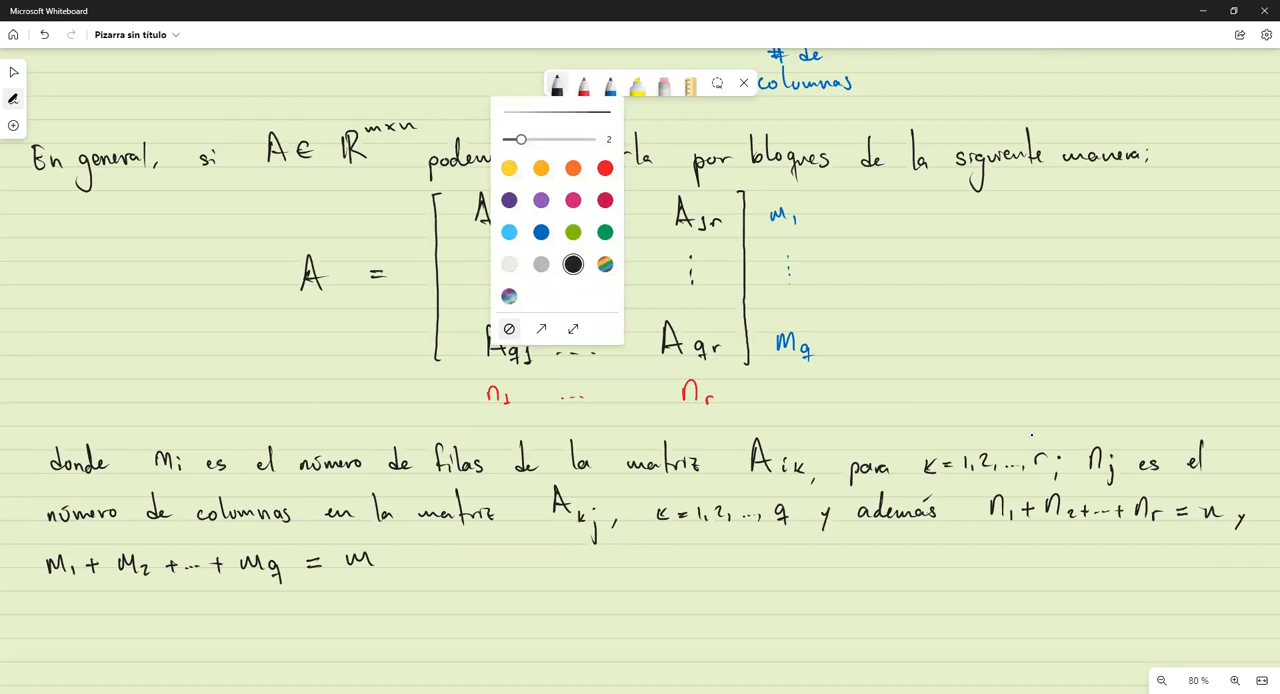 Microsoft Whiteboard
Pizarra sin título
# de
columnas
2
En general, si A ∈ ℝ^{m×n} podem rla por bloques de la siguiente manera:
A A_{1r} m_1
A = ⋮ ⋮
A_{q1} ... A_{qr} m_q
n_1 ... n_r
donde m_i es el número de filas de la matriz A_{ik}, para k=1,2,...,r; n_j es el
número de columnas en la matriz A_{kj}, k=1,2,...,q y además n_1+n_2+...+n_r = n y
m_1 + m_2 + ... + m_q = m
80 %